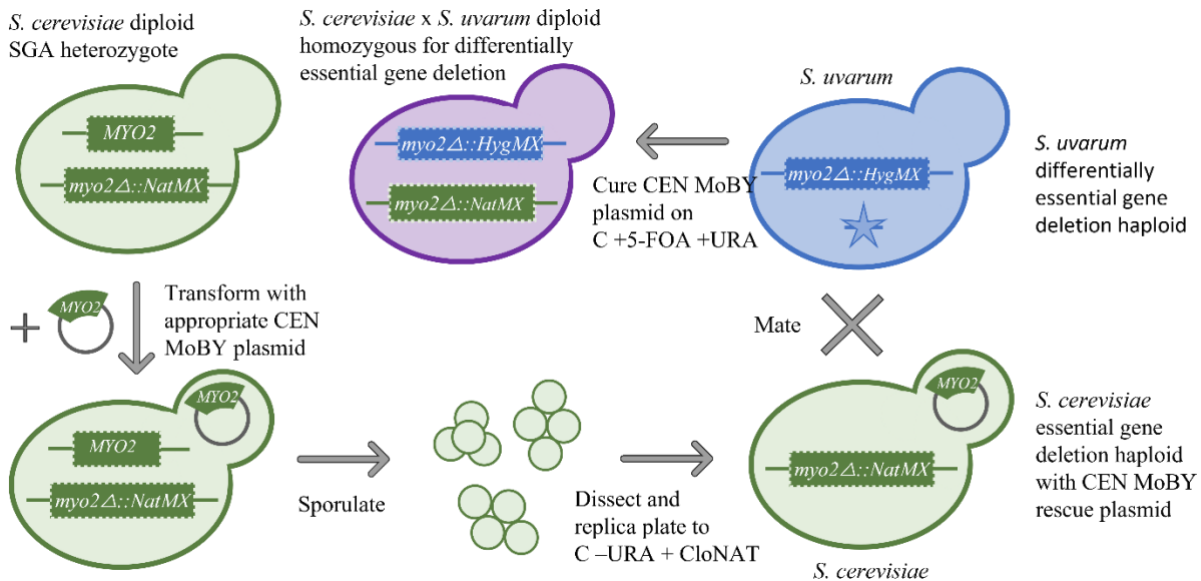 S. cerevisiae diploid
SGA heterozygote
MYO2
myo2Δ::NatMX
S. cerevisiae x S. uvarum diploid
homozygous for differentially
essential gene deletion
myo2Δ::HygMX
myo2Δ::NatMX
Cure CEN MoBY
plasmid on
C +5-FOA +URA
S. uvarum
myo2Δ::HygMX
S. uvarum
differentially
essential gene
deletion haploid
+
MYO2
Transform with
appropriate CEN
MoBY plasmid
Mate
MYO2
MYO2
myo2Δ::NatMX
Sporulate
Dissect and
replica plate to
C –URA + CloNAT
MYO2
myo2Δ::NatMX
S. cerevisiae
S. cerevisiae
essential gene
deletion haploid
with CEN MoBY
rescue plasmid